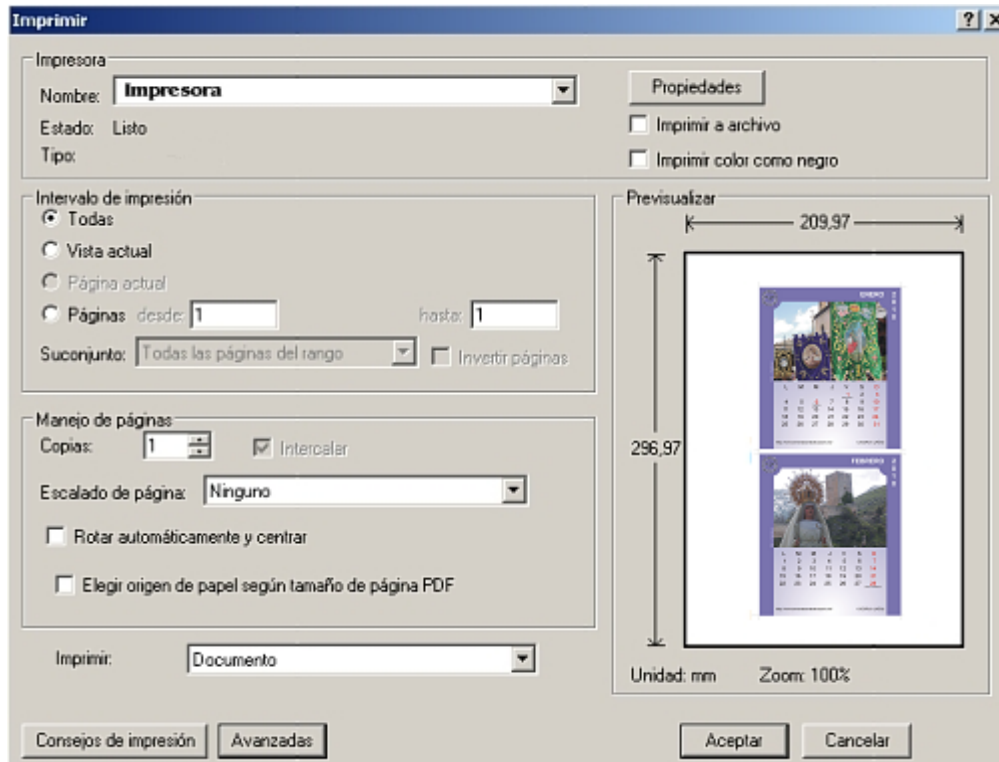 Imprimir
Impresora
Nombre: Impresora
Propiedades
Estado: Listo
Imprimir a archivo
Tipo:
Imprimir color como negro
Intervalo de impresión
Todas
Vista actual
Página actual
Páginas desde: 1 hasta: 1
Suconjunto: Todas las páginas del rango Invertir páginas
Manejo de páginas
Copias: 1 Intercalar
Escalado de página: Ninguno
Rotar automáticamente y centrar
Elegir origen de papel según tamaño de página PDF
Imprimir: Documento
Previsualizar
209,97
296,97
ENERO
FEBRERO
Unidad: mm Zoom: 100%
Consejos de impresión Avanzadas Aceptar Cancelar